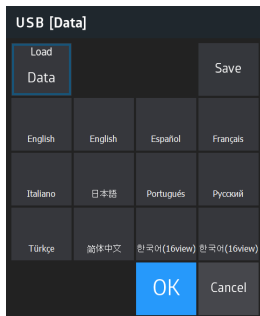 USB [Data]
Load
Data
Save
English English Español Français
Italiano 日本語 Português Русский
Türkçe 简体中文 한국어(16view) 한국어(16view)
OK Cancel